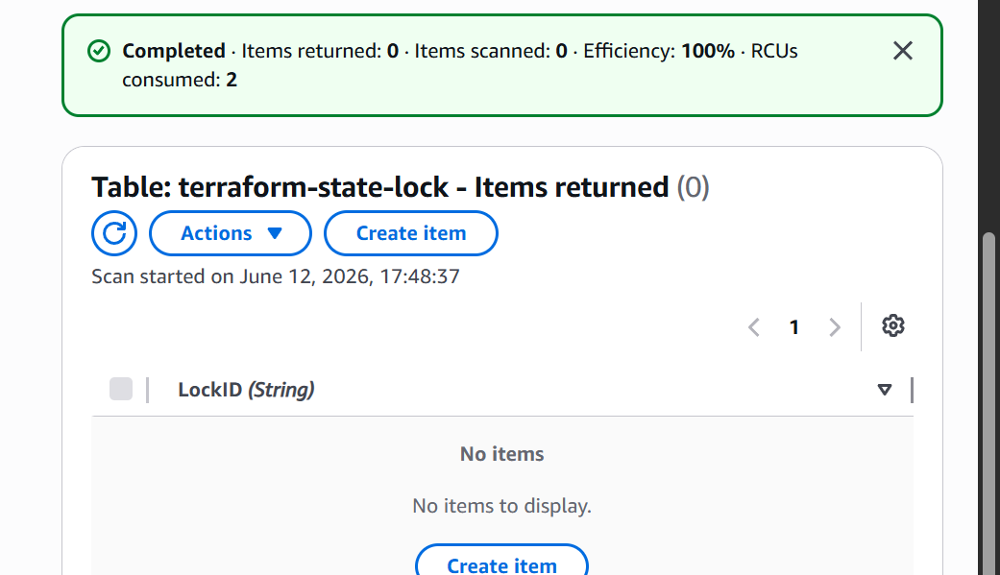 Completed · Items returned: 0 · Items scanned: 0 · Efficiency: 100% · RCUs
consumed: 2
Table: terraform-state-lock - Items returned (0)
Actions
Create item
Scan started on June 12, 2026, 17:48:37
1
LockID (String)
No items
No items to display.
Create item